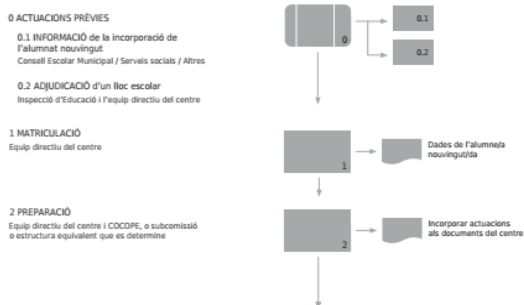 0 ACTUACIONS PRÈVIES
0.1 INFORMACIÓ de la incorporació de
l'alumnat nouvingut
Consell Escolar Municipal / Serveis socials / Altres
0.2 ADJUDICACIÓ d'un lloc escolar
Inspecció d'Educació i l'equip directiu del centre
0
0.1
0.2
1 MATRICULACIÓ
Equip directiu del centre
1
Dades de l'alumne/a
nouvingut/da
2 PREPARACIÓ
Equip directiu del centre i COCOPE, o subcomissió
o estructura equivalent que es determine
2
Incorporar actuacions
als documents del centre